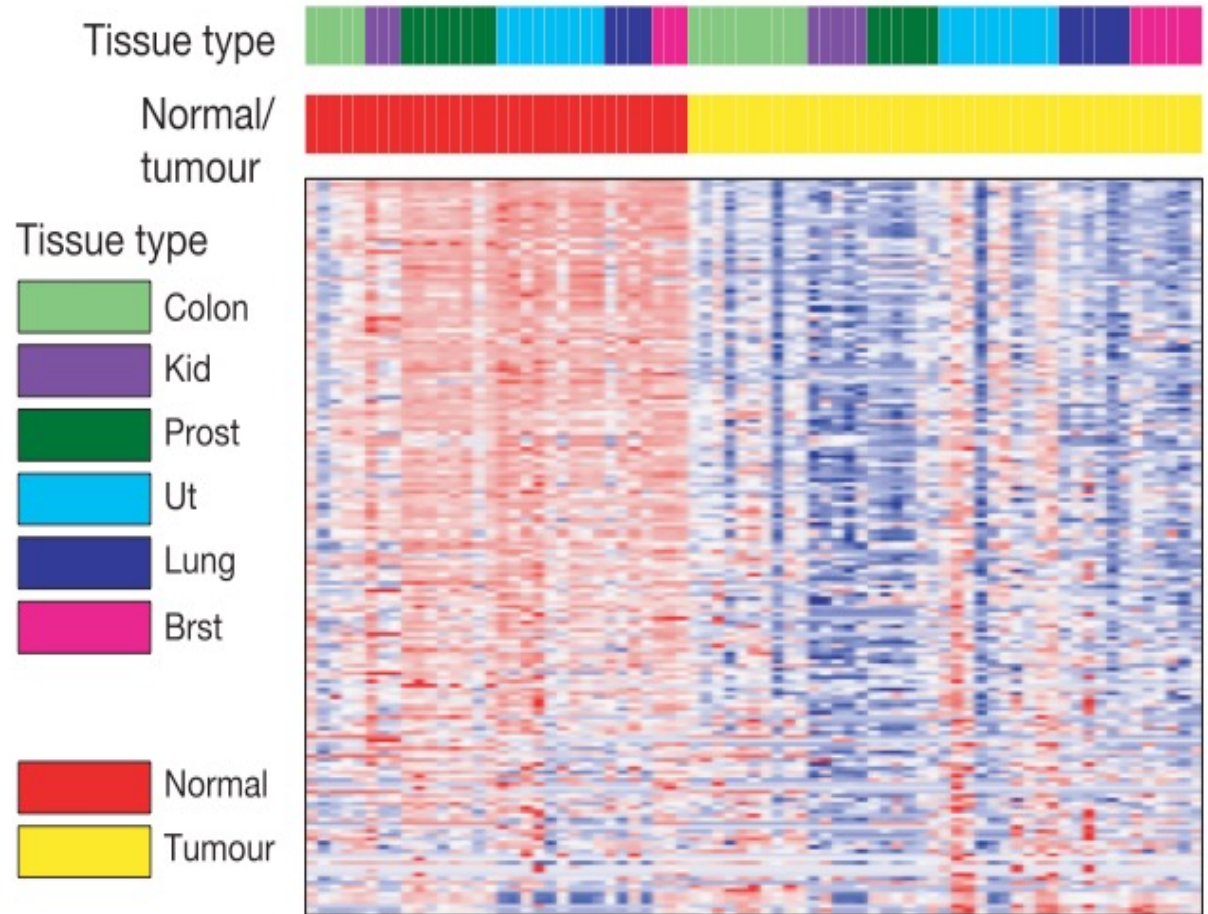 Tissue type
Normal/
tumour
Tissue type
Colon
Kid
Prost
Ut
Lung
Brst
Normal
Tumour